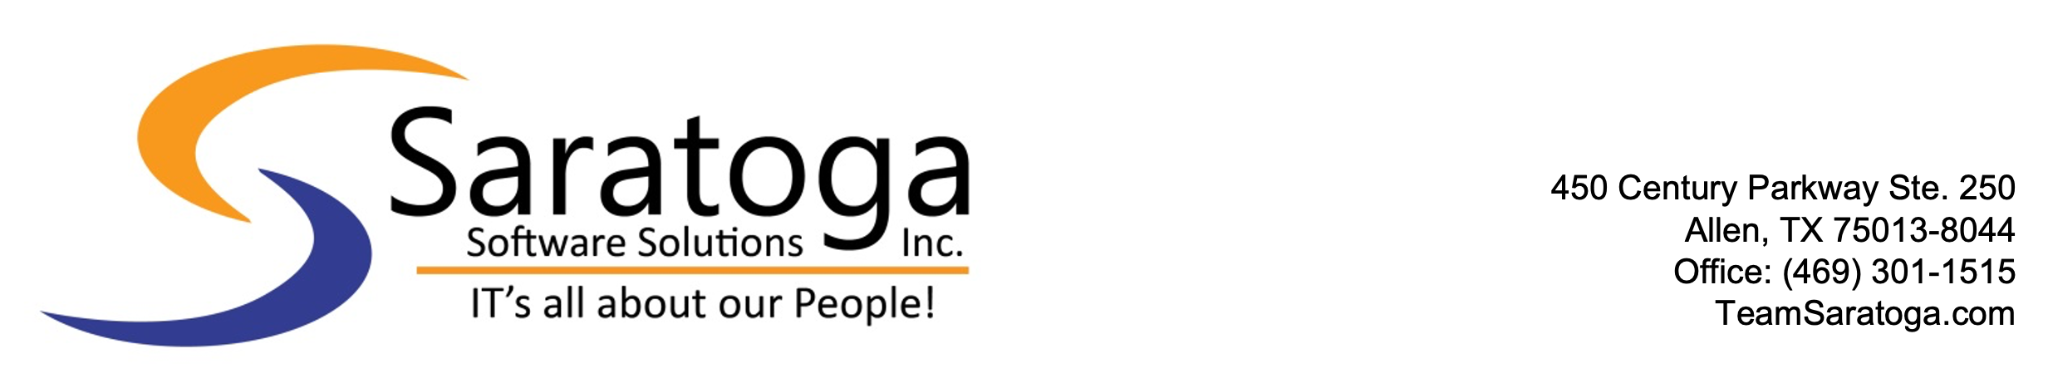 Saratoga
Software Solutions Inc.
IT's all about our People!
450 Century Parkway Ste. 250
Allen, TX 75013-8044
Office: (469) 301-1515
TeamSaratoga.com